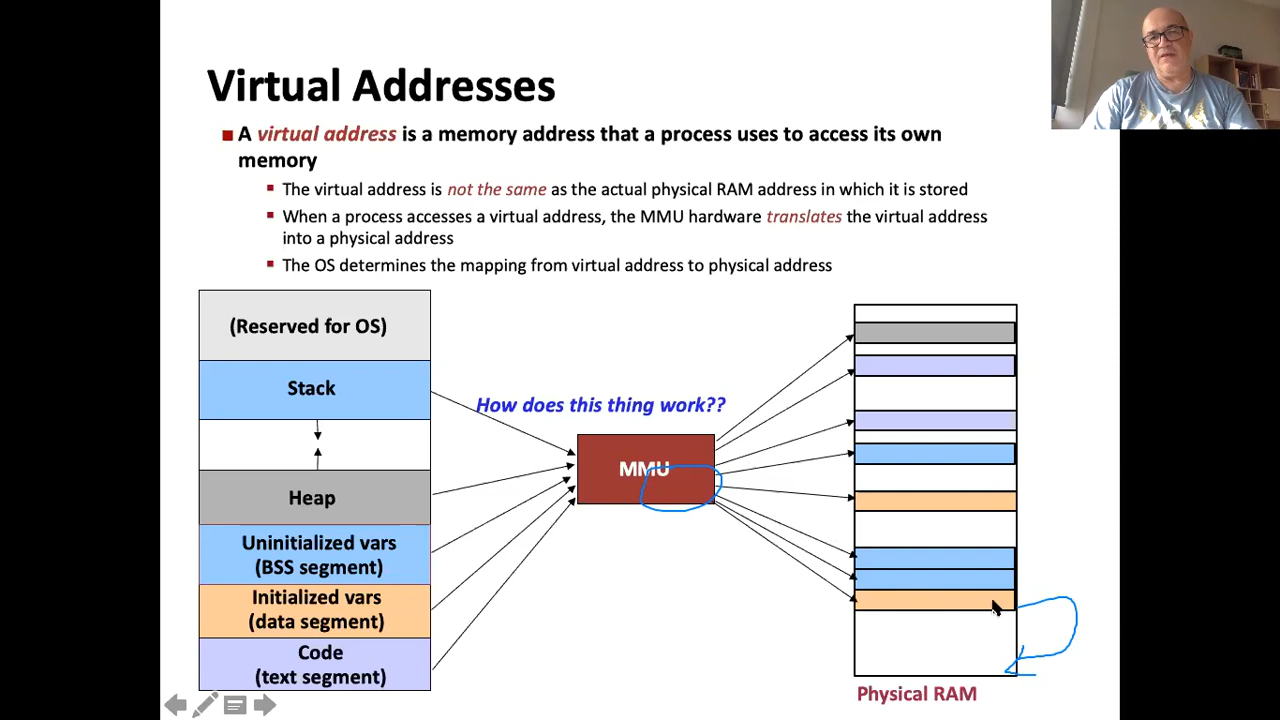 Virtual Addresses
A virtual address is a memory address that a process uses to access its own
memory
The virtual address is not the same as the actual physical RAM address in which it is stored
When a process accesses a virtual address, the MMU hardware translates the virtual address
into a physical address
The OS determines the mapping from virtual address to physical address
(Reserved for OS)
Stack
How does this thing work??
MMU
Heap
Uninitialized vars
(BSS segment)
Initialized vars
(data segment)
Code
(text segment)
Physical RAM